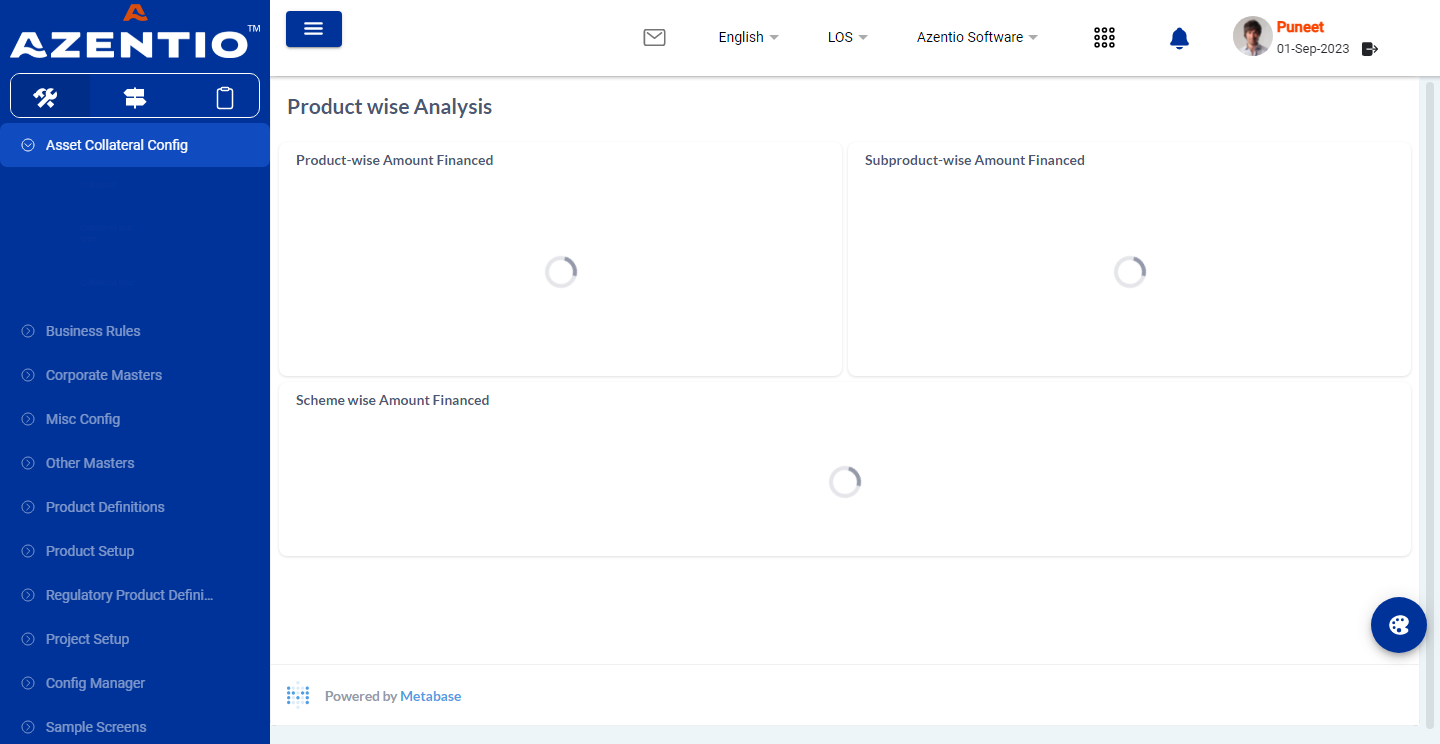 AZENTIO™
Asset Collateral Config
Business Rules
Corporate Masters
Misc Config
Other Masters
Product Definitions
Product Setup
Regulatory Product Defini...
Project Setup
Config Manager
Sample Screens
English
LOS
Azentio Software
Puneet
01-Sep-2023
Product wise Analysis
Product-wise Amount Financed
Subproduct-wise Amount Financed
Scheme wise Amount Financed
Powered by Metabase